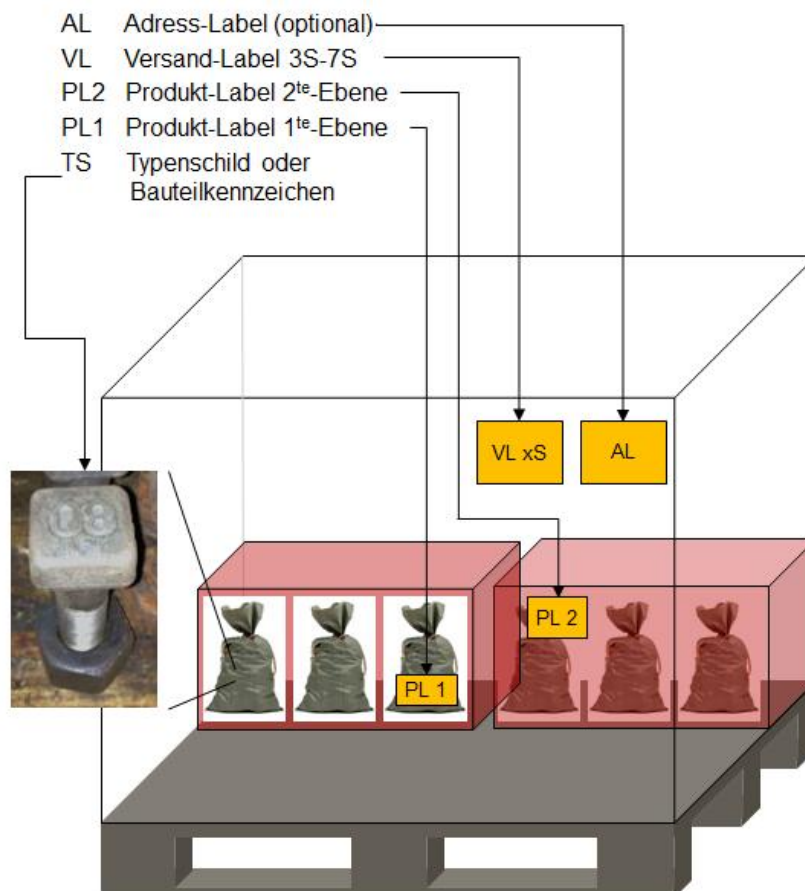 AL Adress-Label (optional)
VL Versand-Label 3S-7S
PL2 Produkt-Label 2te-Ebene
PL1 Produkt-Label 1te-Ebene
TS Typenschild oder
Bauteilkennzeichen
VL xS
AL
PL 2
PL 1